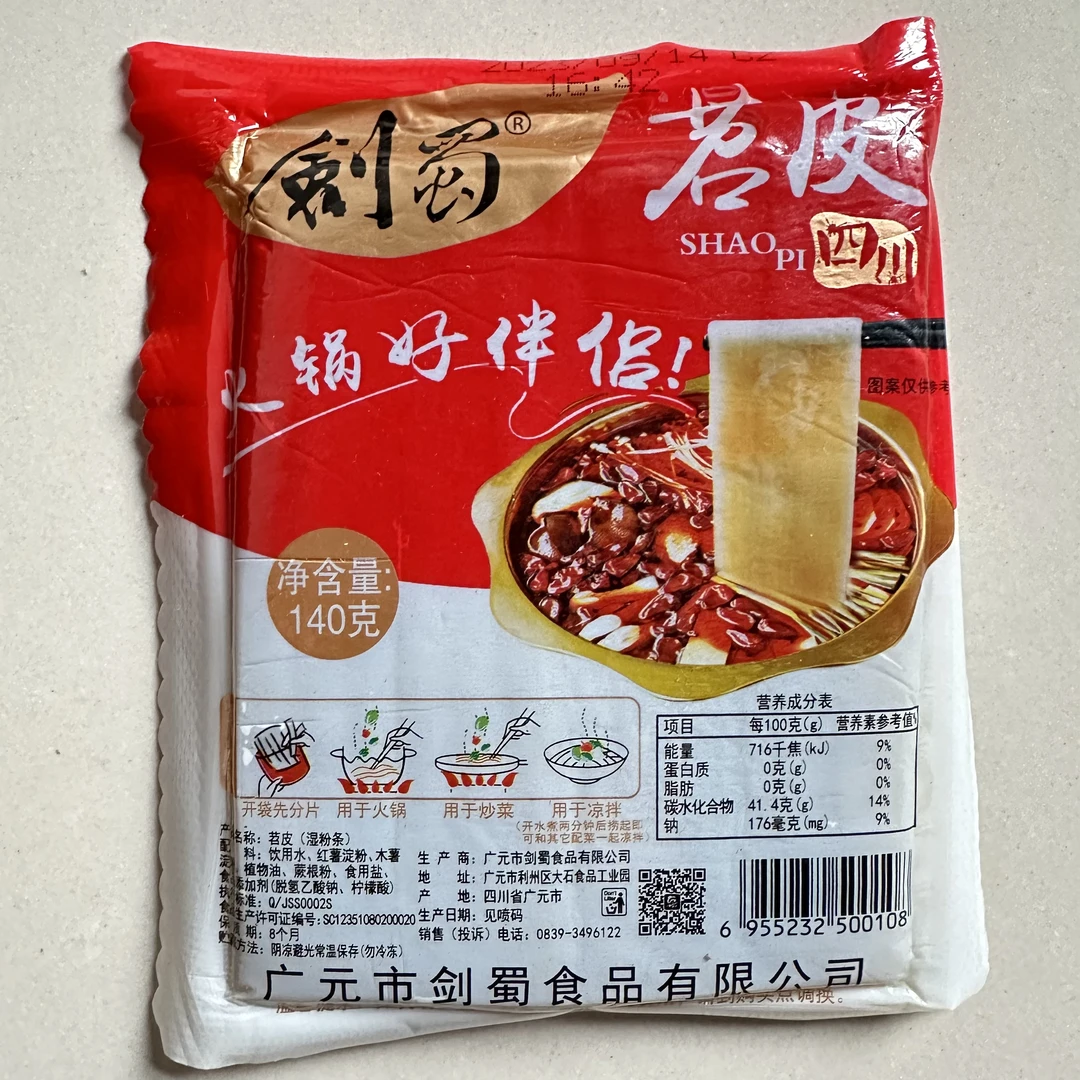 2023/09/14 C2
16:42
剑蜀®
苕皮
SHAO PI
四川
火锅好伴侣!
图案仅供参考
净含量:
140克
营养成分表
项目 每100克(g) 营养素参考值%
能量 716千焦(kJ) 9%
蛋白质 0克(g) 0%
脂肪 0克(g) 0%
碳水化合物 41.4克(g) 14%
钠 176毫克(mg) 9%
开袋先分片 用于火锅 用于炒菜 用于凉拌
(开水煮两分钟后捞起即
可和其它配菜一起凉拌)
名称: 苕皮 (湿粉条)
料: 饮用水、红薯淀粉、木薯
植物油、蕨根粉、食用盐、
添加剂(脱氢乙酸钠、柠檬酸)
标准: Q/JSS0002S
生产许可证编号: SC12351080200020
期: 8个月
方法: 阴凉避光常温保存(勿冷冻)
生产商: 广元市剑蜀食品有限公司
地址: 广元市利州区大石食品工业园
产地: 四川省广元市
生产日期: 见喷码
销售(投诉)电话: 0839-3496122
6 955232 500108
广元市剑蜀食品有限公司
调换。